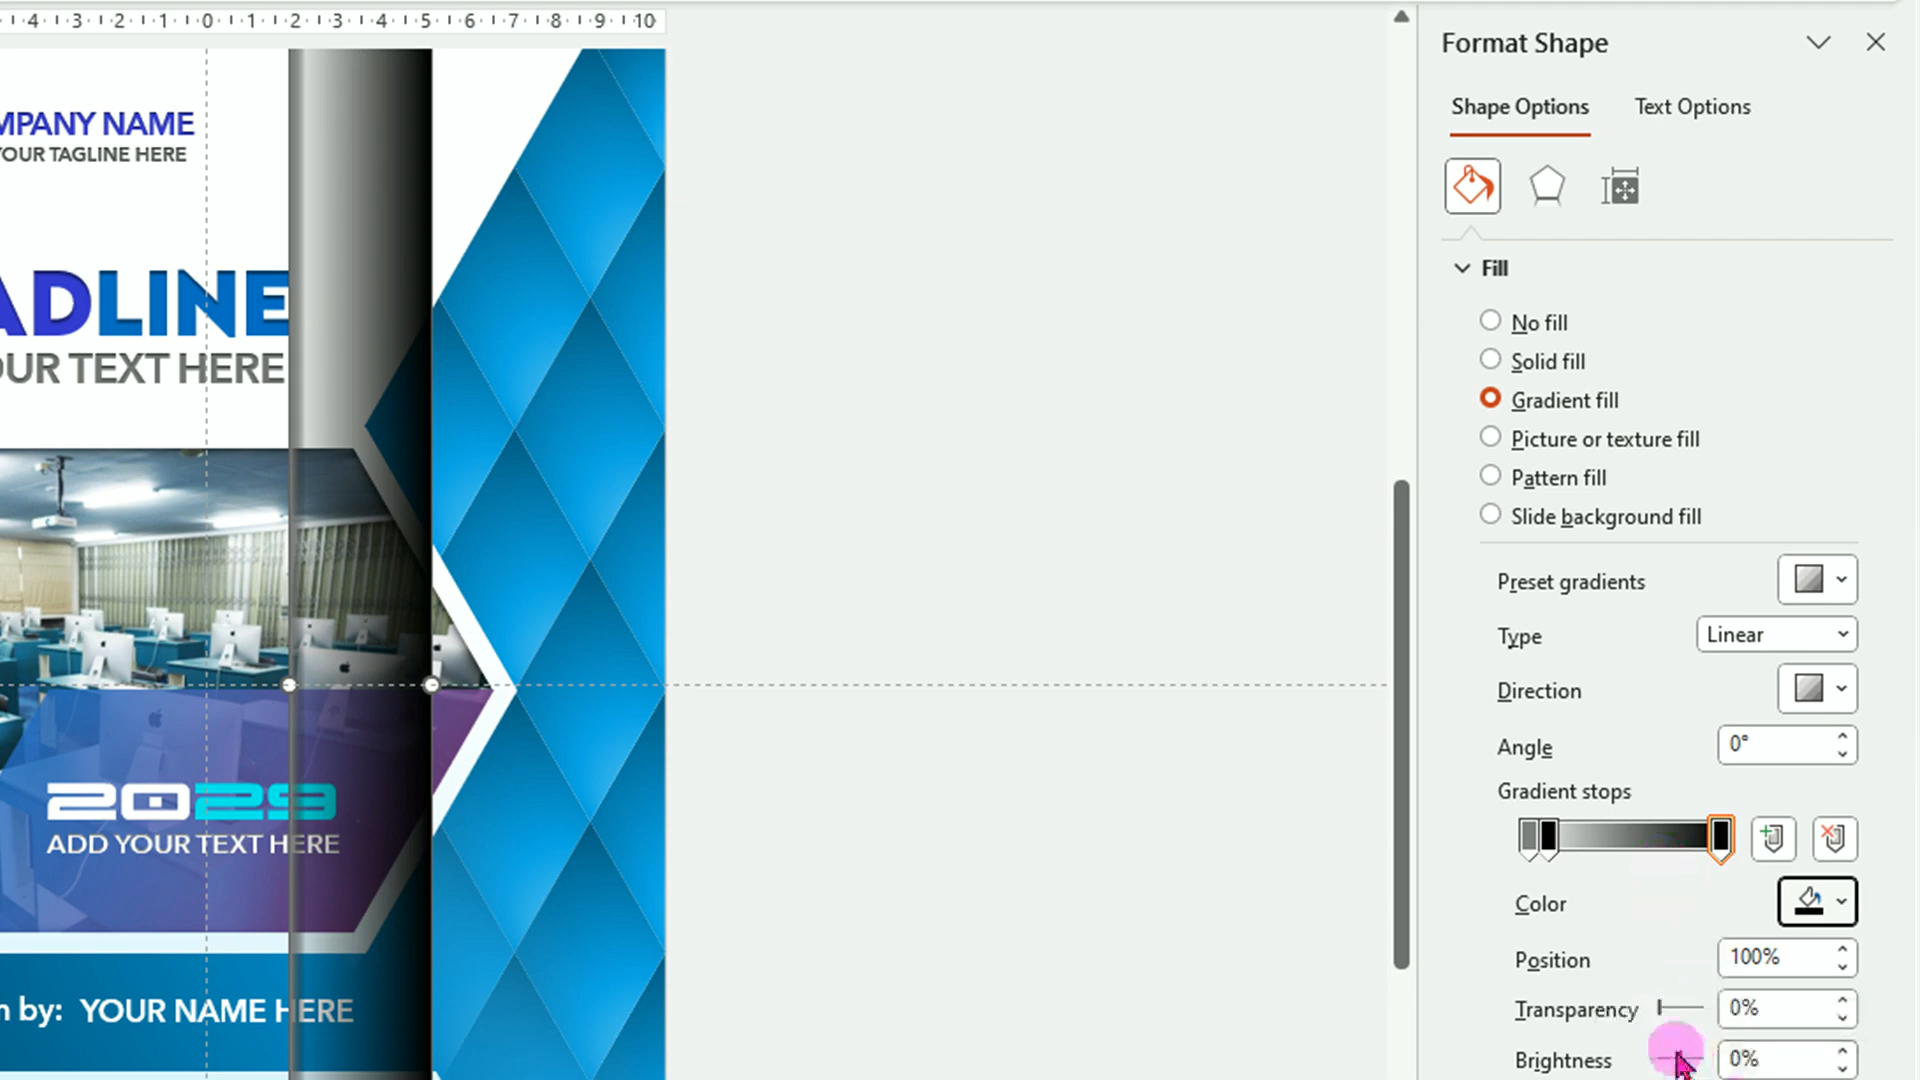 4 3 2 1 0 1 2 3 4 5 6 7 8 9 10
Format Shape
Shape Options Text Options
MPANY NAME
YOUR TAGLINE HERE
ADLINE
OUR TEXT HERE
2029
ADD YOUR TEXT HERE
n by: YOUR NAME HERE
Fill
No fill
Solid fill
Gradient fill
Picture or texture fill
Pattern fill
Slide background fill
Preset gradients
Type Linear
Direction
Angle 0°
Gradient stops
Color
Position 100%
Transparency 0%
Brightness 0%